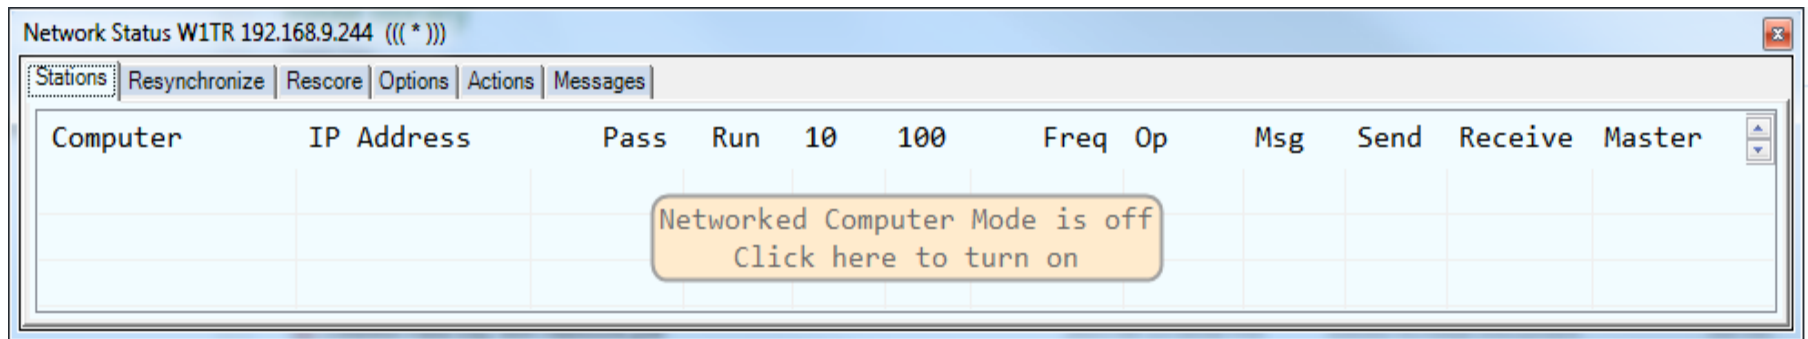 Network Status W1TR 192.168.9.244 ((( * )))
Stations Resynchronize Rescore Options Actions Messages
Computer IP Address Pass Run 10 100 Freq Op Msg Send Receive Master
Networked Computer Mode is off
Click here to turn on